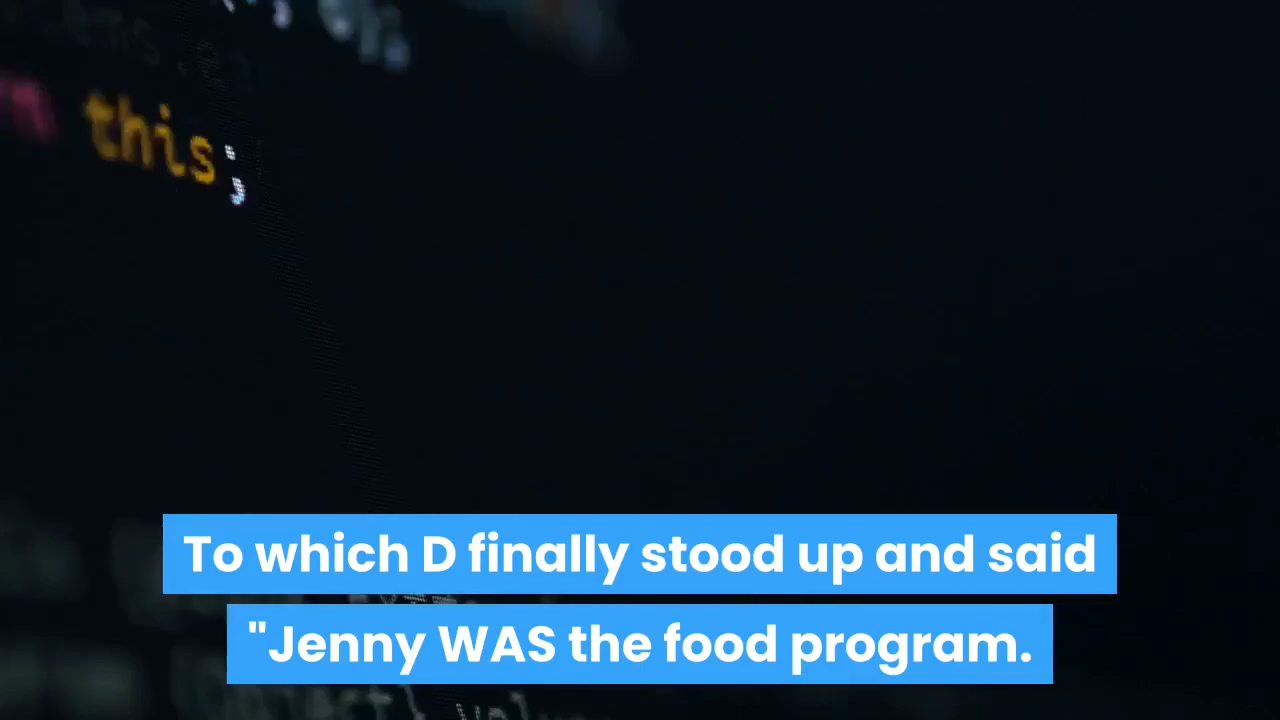 this;
To which D finally stood up and said
"Jenny WAS the food program.